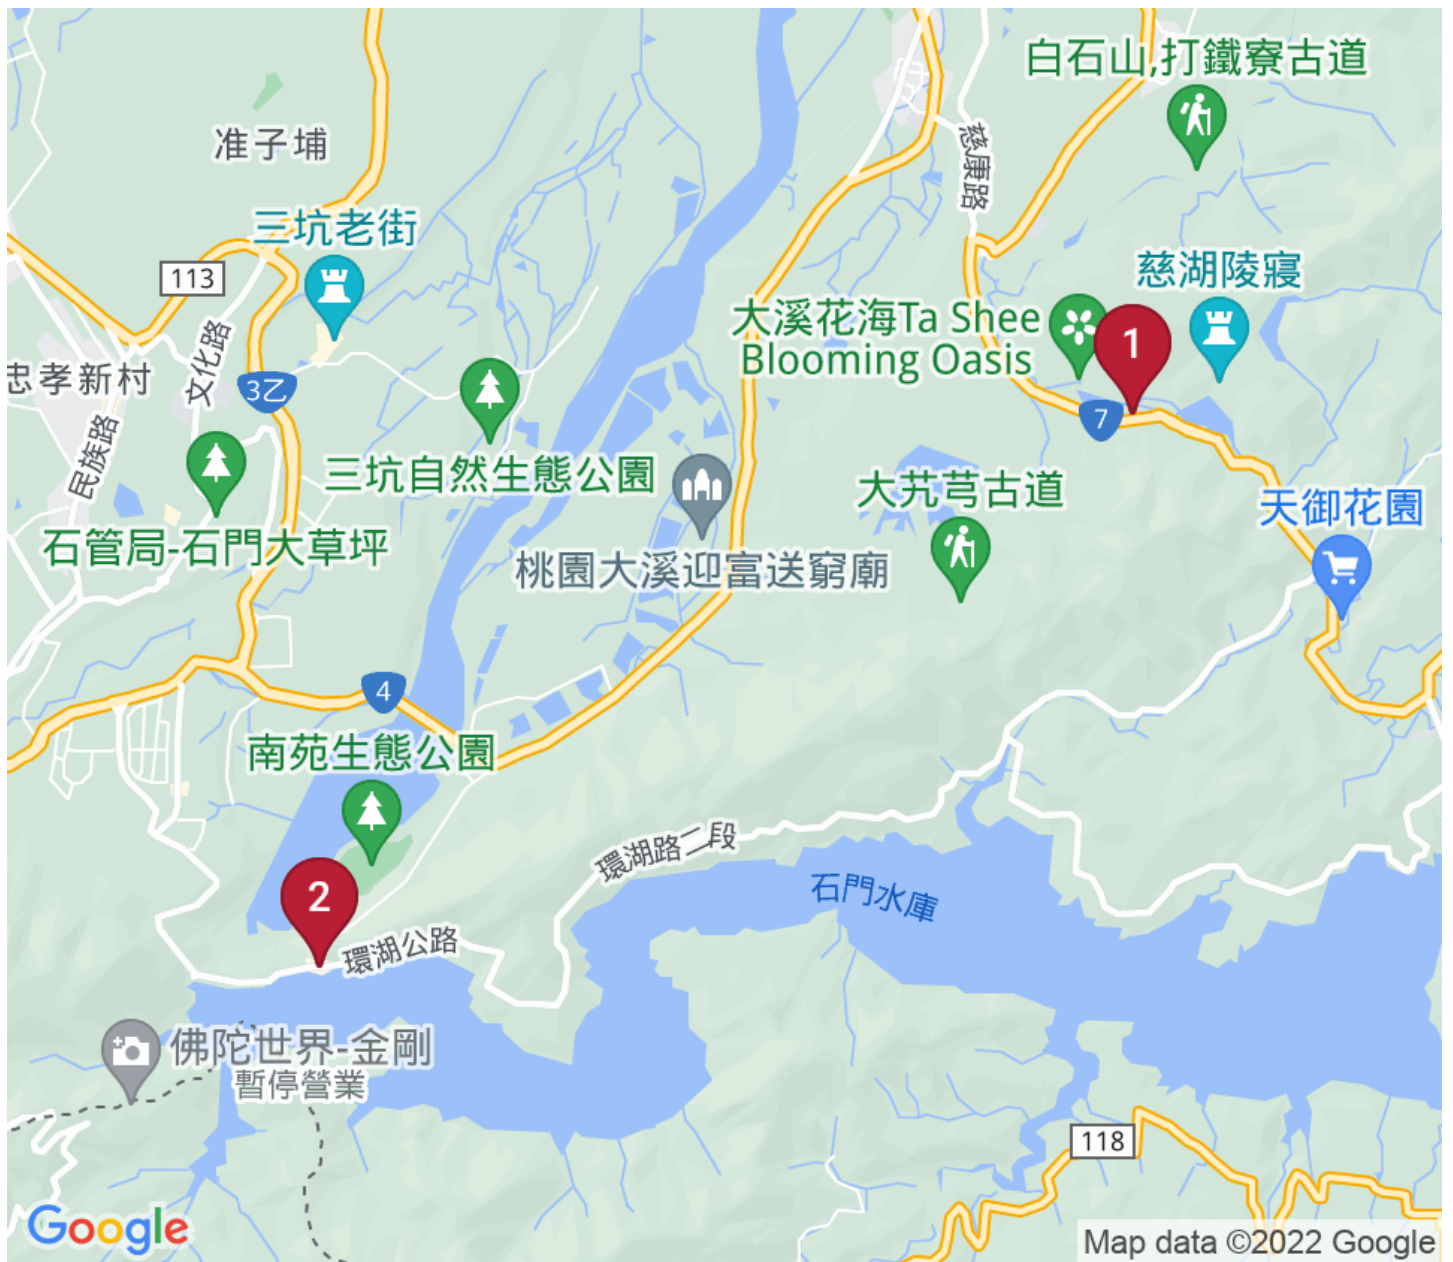 白石山,打鐵寮古道
准子埔
慈康路
三坑老街
113
慈湖陵寢
文化路
大溪花海Ta Shee
Blooming Oasis
1
忠孝新村
3乙
7
民族路
三坑自然生態公園
大艽芎古道
天御花園
石管局-石門大草坪
桃園大溪迎富送窮廟
4
南苑生態公園
環湖路二段
石門水庫
2
環湖公路
佛陀世界-金剛
暫停營業
118
Google
Map data ©2022 Google